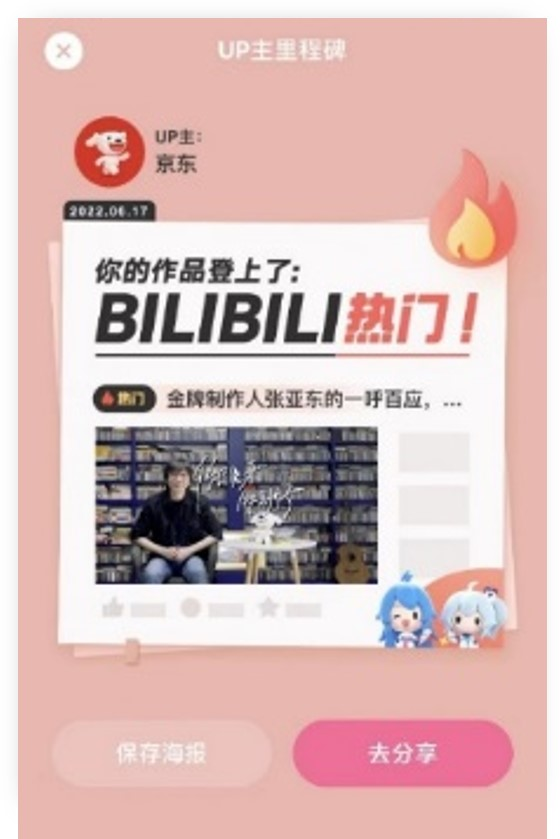 UP主里程碑
UP主:
京东
2022.06.17
你的作品登上了:
BILIBILI热门！
热门 金牌制作人张亚东的一呼百应，...
保存海报
去分享